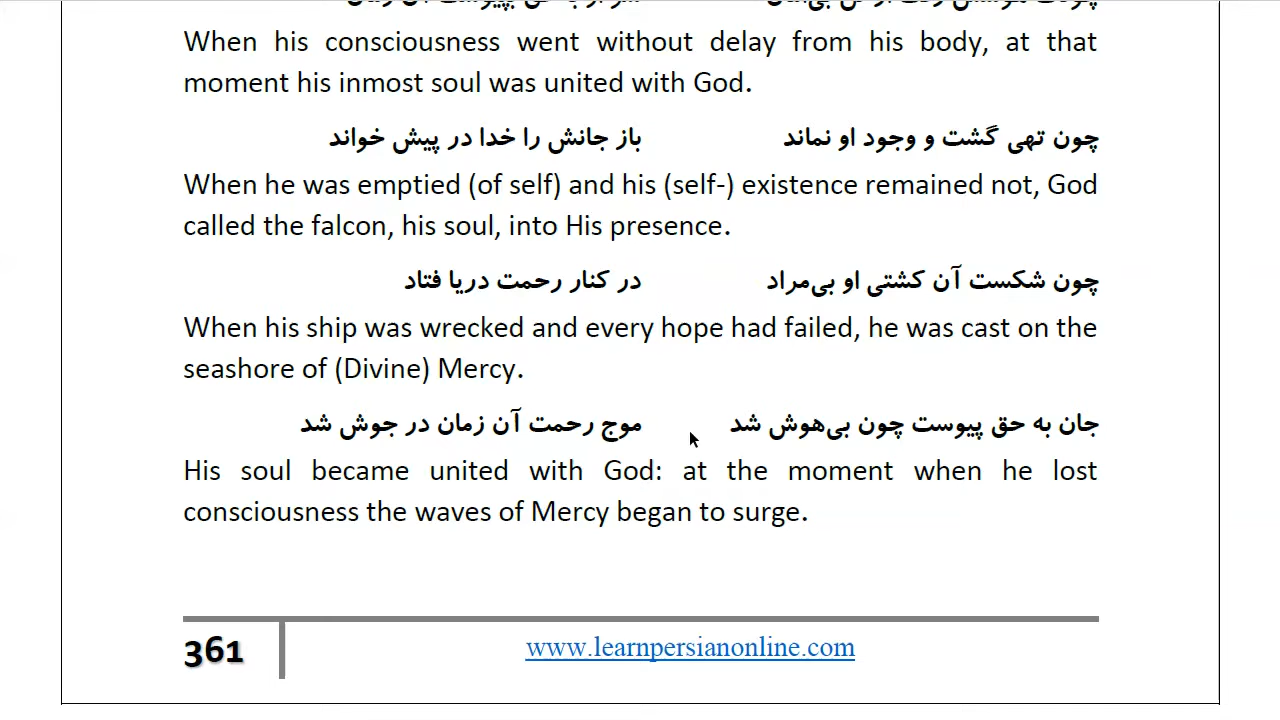 When his consciousness went without delay from his body, at that
moment his inmost soul was united with God.
چون تهی گشت و وجود او نماند باز جانش را خدا در پیش خواند
When he was emptied (of self) and his (self-) existence remained not, God
called the falcon, his soul, into His presence.
چون شکست آن کشتی او بی‌مراد در کنار رحمت دریا فتاد
When his ship was wrecked and every hope had failed, he was cast on the
seashore of (Divine) Mercy.
جان به حق پیوست چون بی‌هوش شد موج رحمت آن زمان در جوش شد
His soul became united with God: at the moment when he lost
consciousness the waves of Mercy began to surge.
361 www.learnpersianonline.com